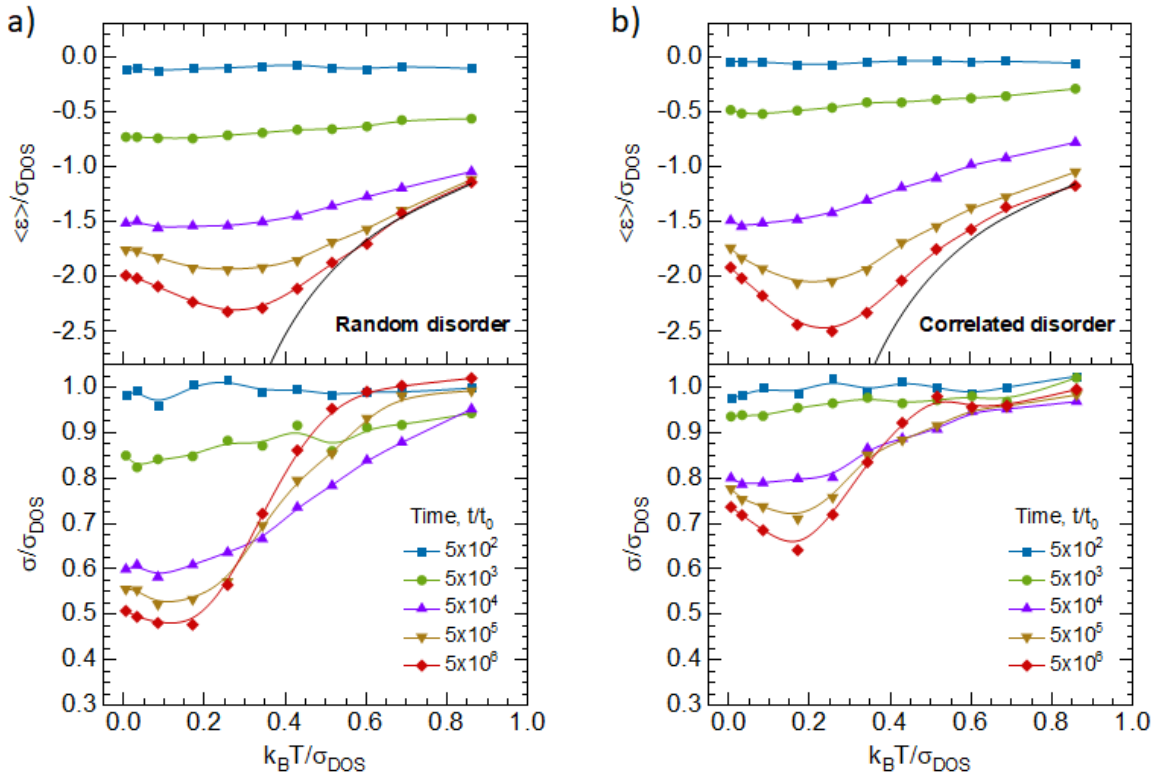 a)
0.0
-0.5
-1.0
-1.5
-2.0
-2.5
<ε>/σDOS
Random disorder
1.0
0.9
0.8
0.7
0.6
0.5
0.4
0.3
σ/σDOS
Time, t/t0
5x10²
5x10³
5x10⁴
5x10⁵
5x10⁶
0.0 0.2 0.4 0.6 0.8 1.0
kBT/σDOS
b)
0.0
-0.5
-1.0
-1.5
-2.0
-2.5
<ε>/σDOS
Correlated disorder
1.0
0.9
0.8
0.7
0.6
0.5
0.4
0.3
σ/σDOS
Time, t/t0
5x10²
5x10³
5x10⁴
5x10⁵
5x10⁶
0.0 0.2 0.4 0.6 0.8 1.0
kBT/σDOS